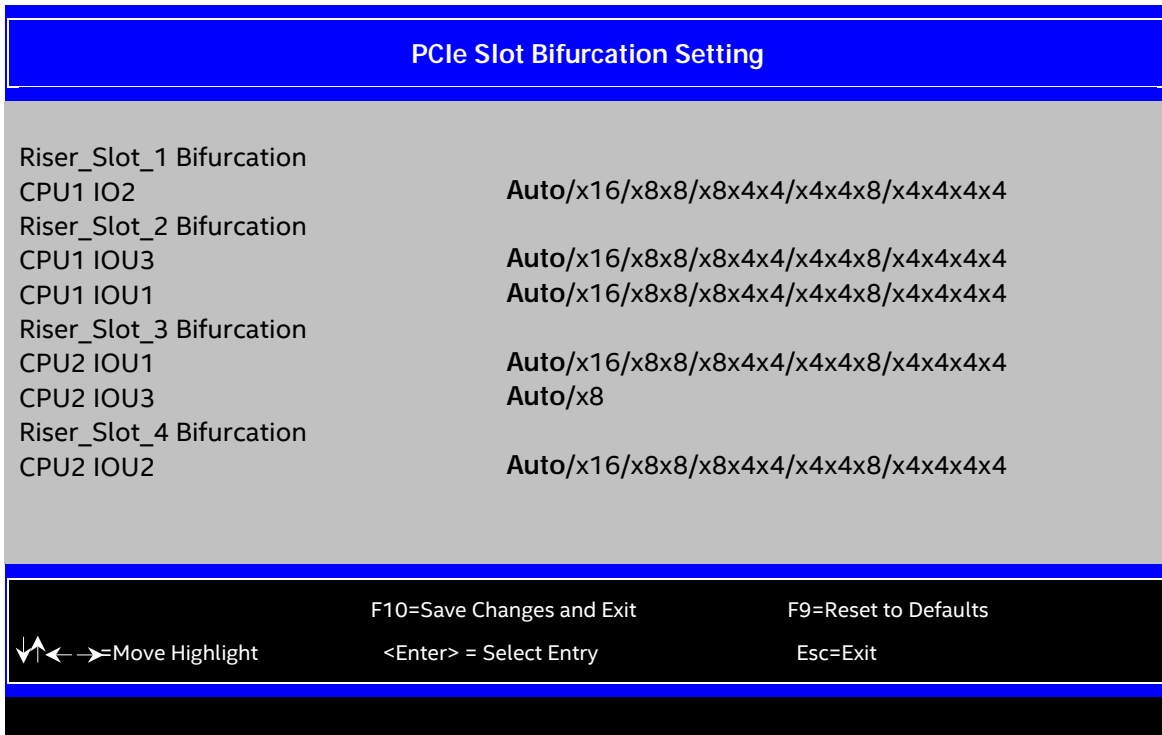 PCIe Slot Bifurcation Setting
Riser_Slot_1 Bifurcation
CPU1 IO2 Auto/x16/x8x8/x8x4x4/x4x4x8/x4x4x4x4
Riser_Slot_2 Bifurcation
CPU1 IOU3 Auto/x16/x8x8/x8x4x4/x4x4x8/x4x4x4x4
CPU1 IOU1 Auto/x16/x8x8/x8x4x4/x4x4x8/x4x4x4x4
Riser_Slot_3 Bifurcation
CPU2 IOU1 Auto/x16/x8x8/x8x4x4/x4x4x8/x4x4x4x4
CPU2 IOU3 Auto/x8
Riser_Slot_4 Bifurcation
CPU2 IOU2 Auto/x16/x8x8/x8x4x4/x4x4x8/x4x4x4x4
F10=Save Changes and Exit F9=Reset to Defaults
↓↑←→=Move Highlight <Enter> = Select Entry Esc=Exit